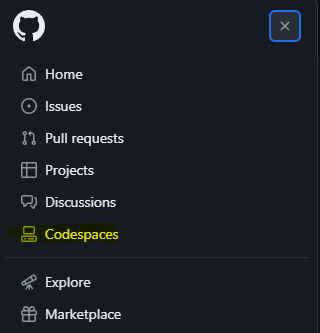 Home
Issues
Pull requests
Projects
Discussions
Codespaces
Explore
Marketplace